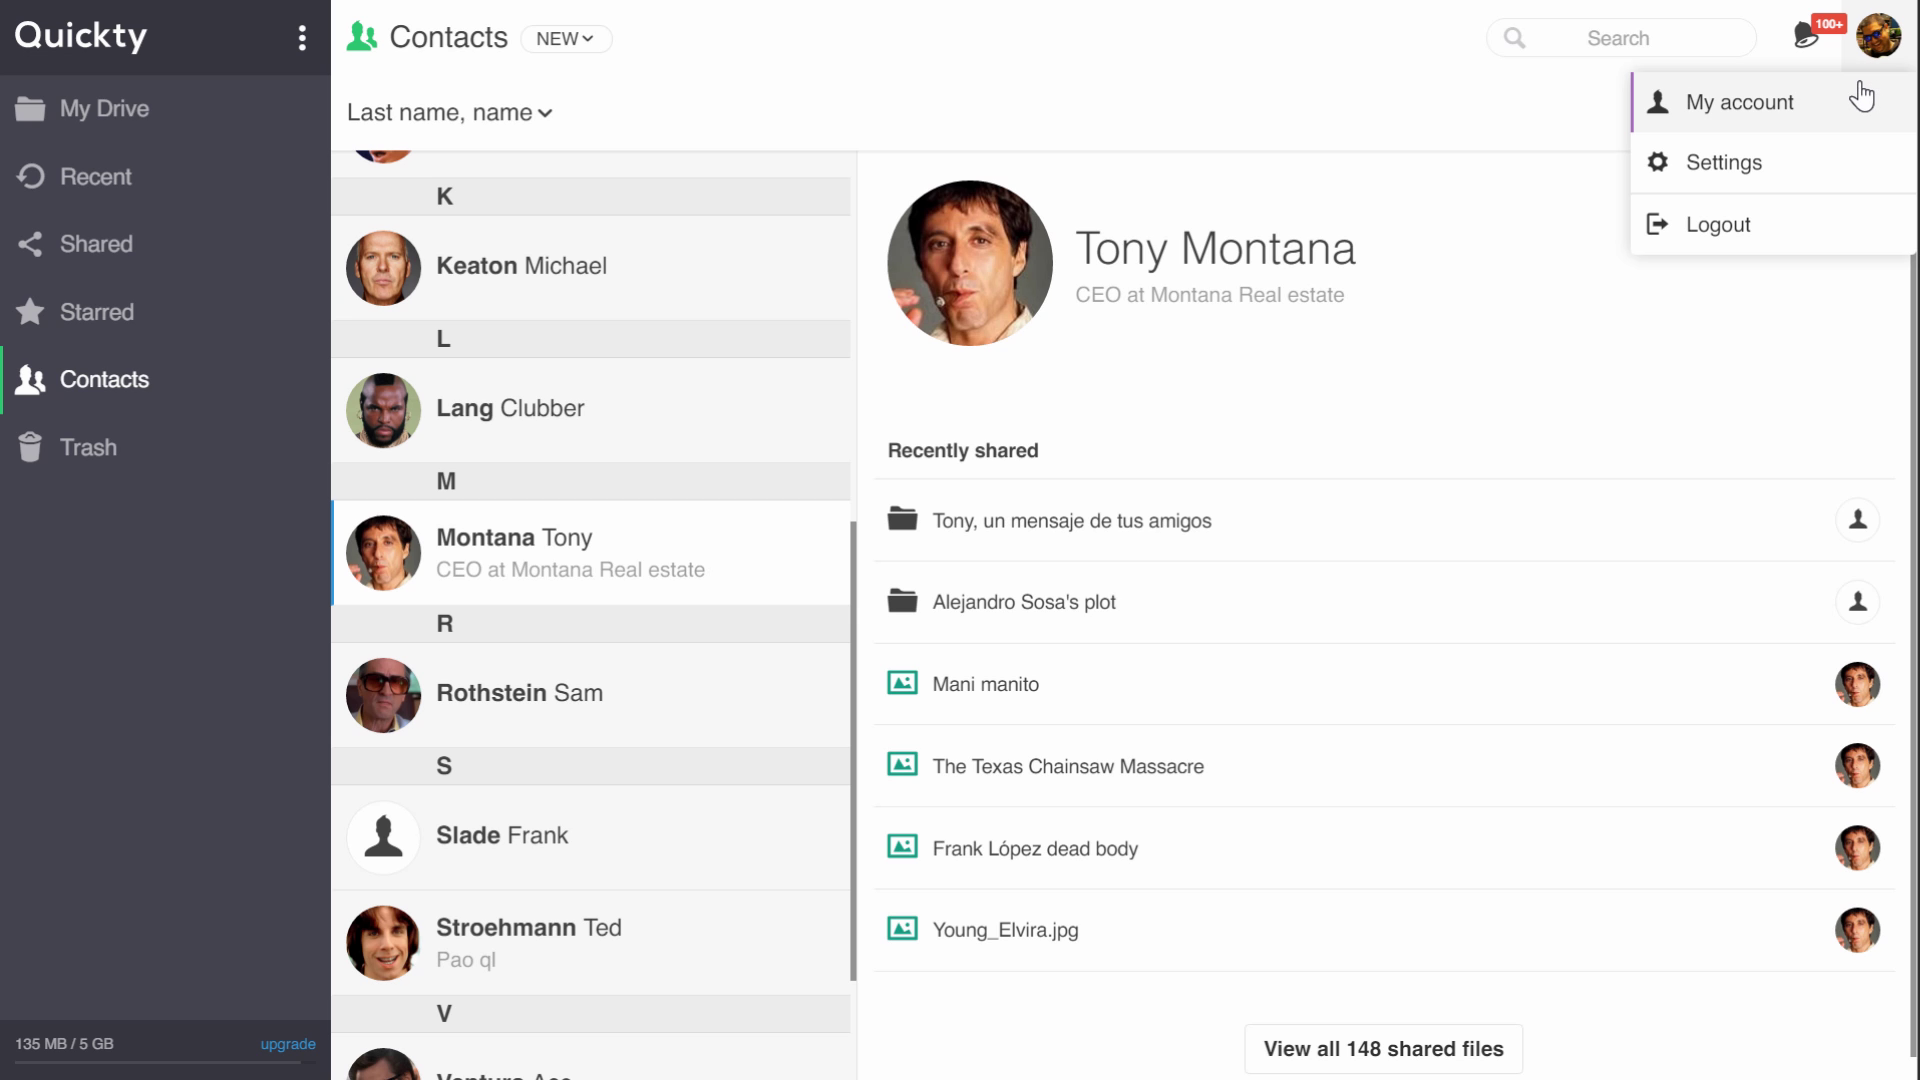 Quickty
My Drive
Recent
Shared
Starred
Contacts
Trash
135 MB / 5 GB
upgrade
Contacts
NEW
Search
100+
Last name, name
My account
Settings
Logout
K
Keaton Michael
L
Lang Clubber
M
Montana Tony
CEO at Montana Real estate
R
Rothstein Sam
S
Slade Frank
Stroehmann Ted
Pao ql
V
Tony Montana
CEO at Montana Real estate
Recently shared
Tony, un mensaje de tus amigos
Alejandro Sosa's plot
Mani manito
The Texas Chainsaw Massacre
Frank López dead body
Young_Elvira.jpg
View all 148 shared files